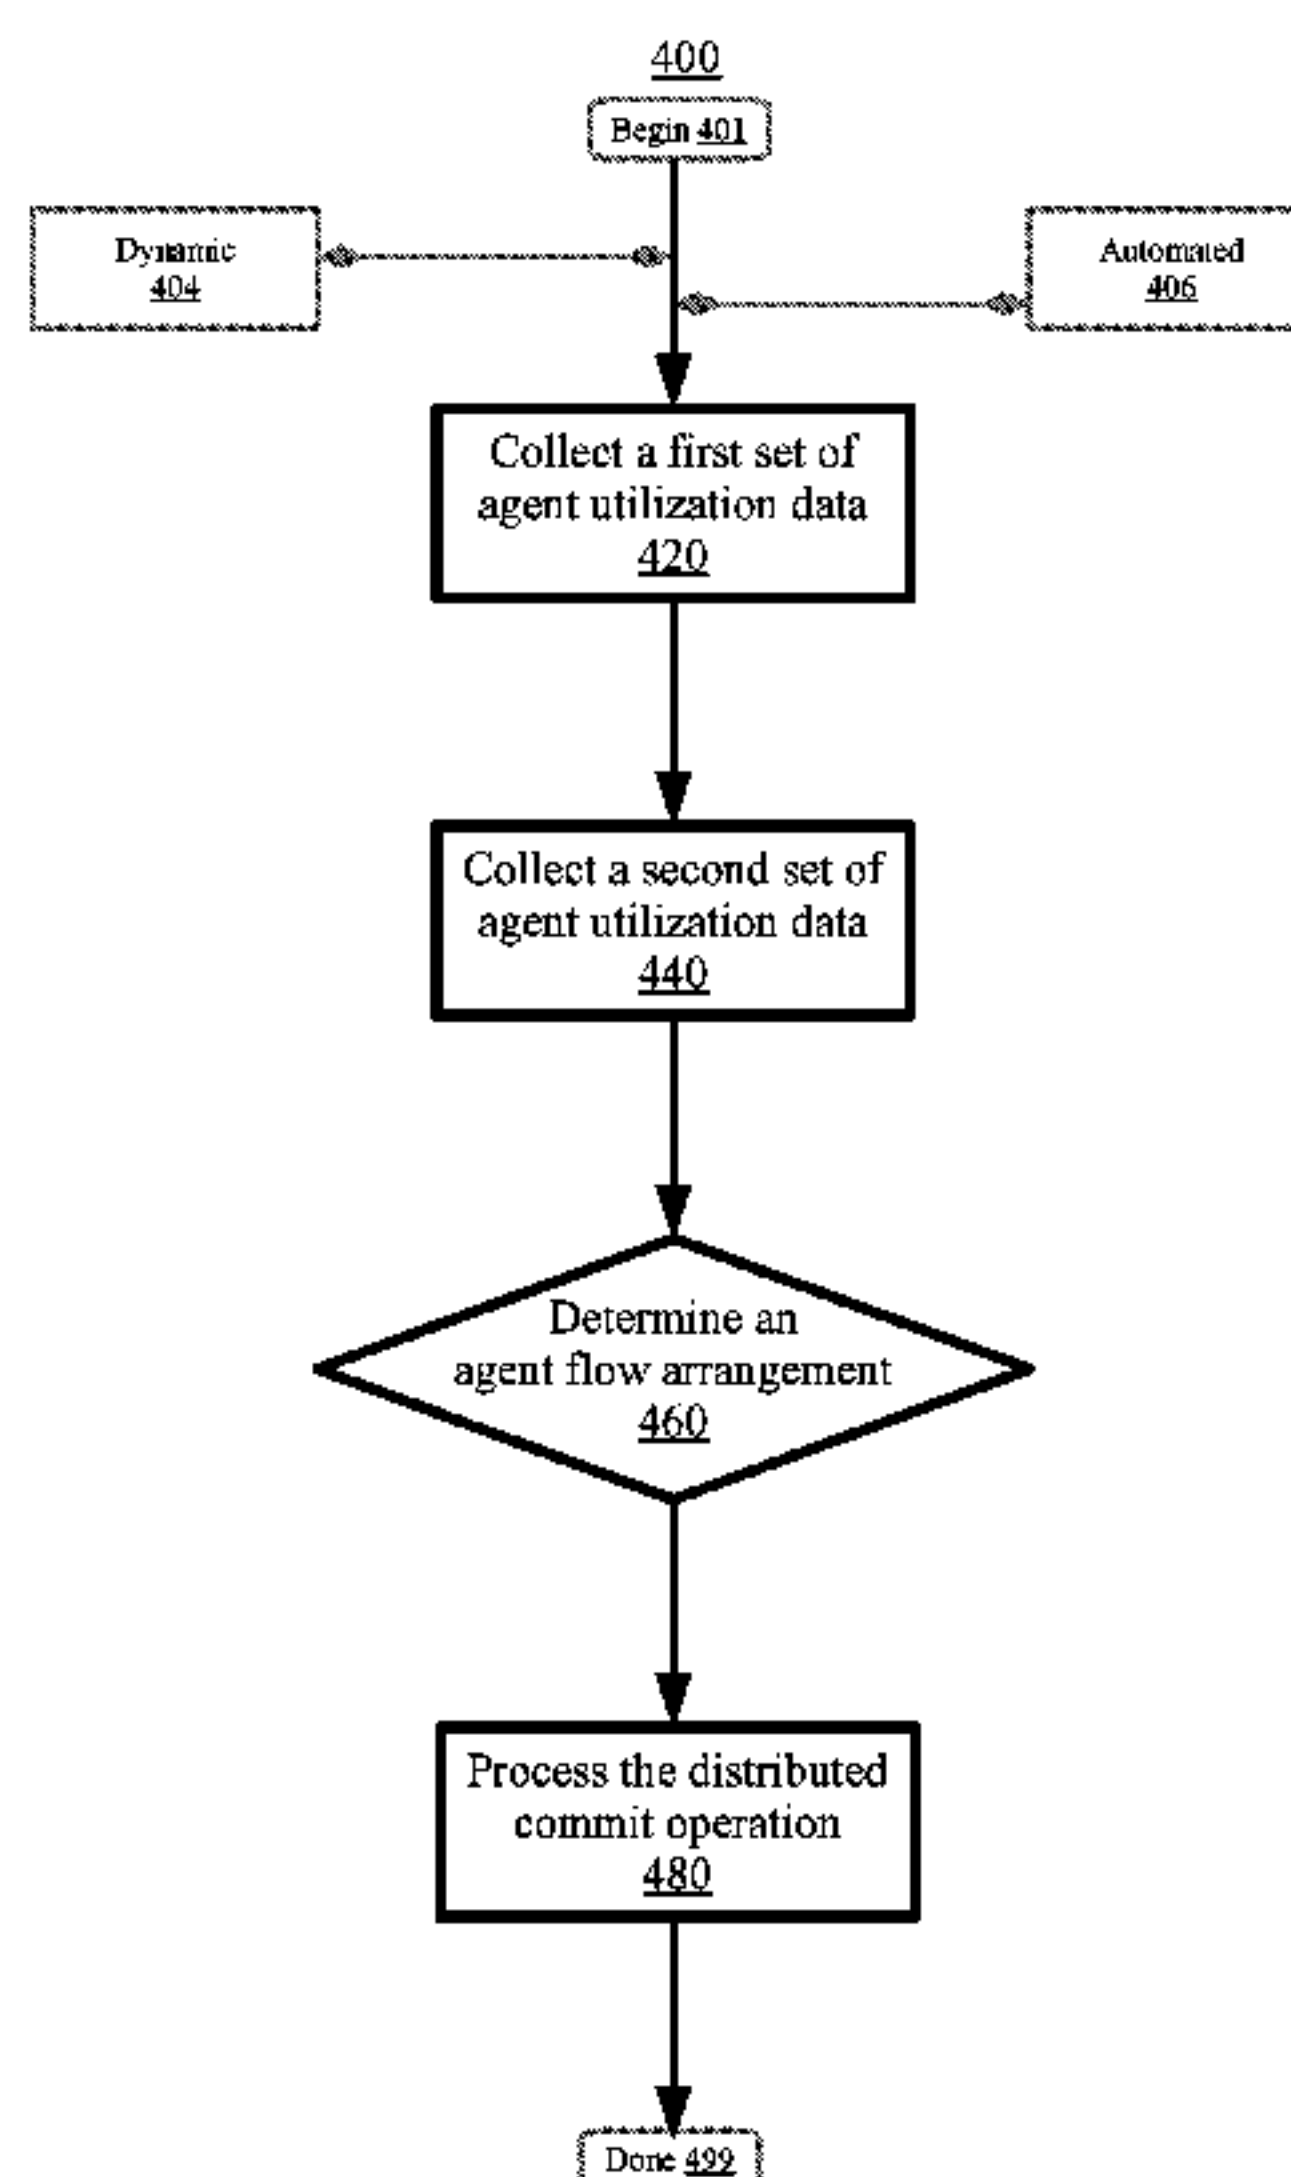 400
Begin 401
Dynamic
404
Automated
406
Collect a first set of
agent utilization data
420
Collect a second set of
agent utilization data
440
Determine an
agent flow arrangement
460
Process the distributed
commit operation
480
Done 499